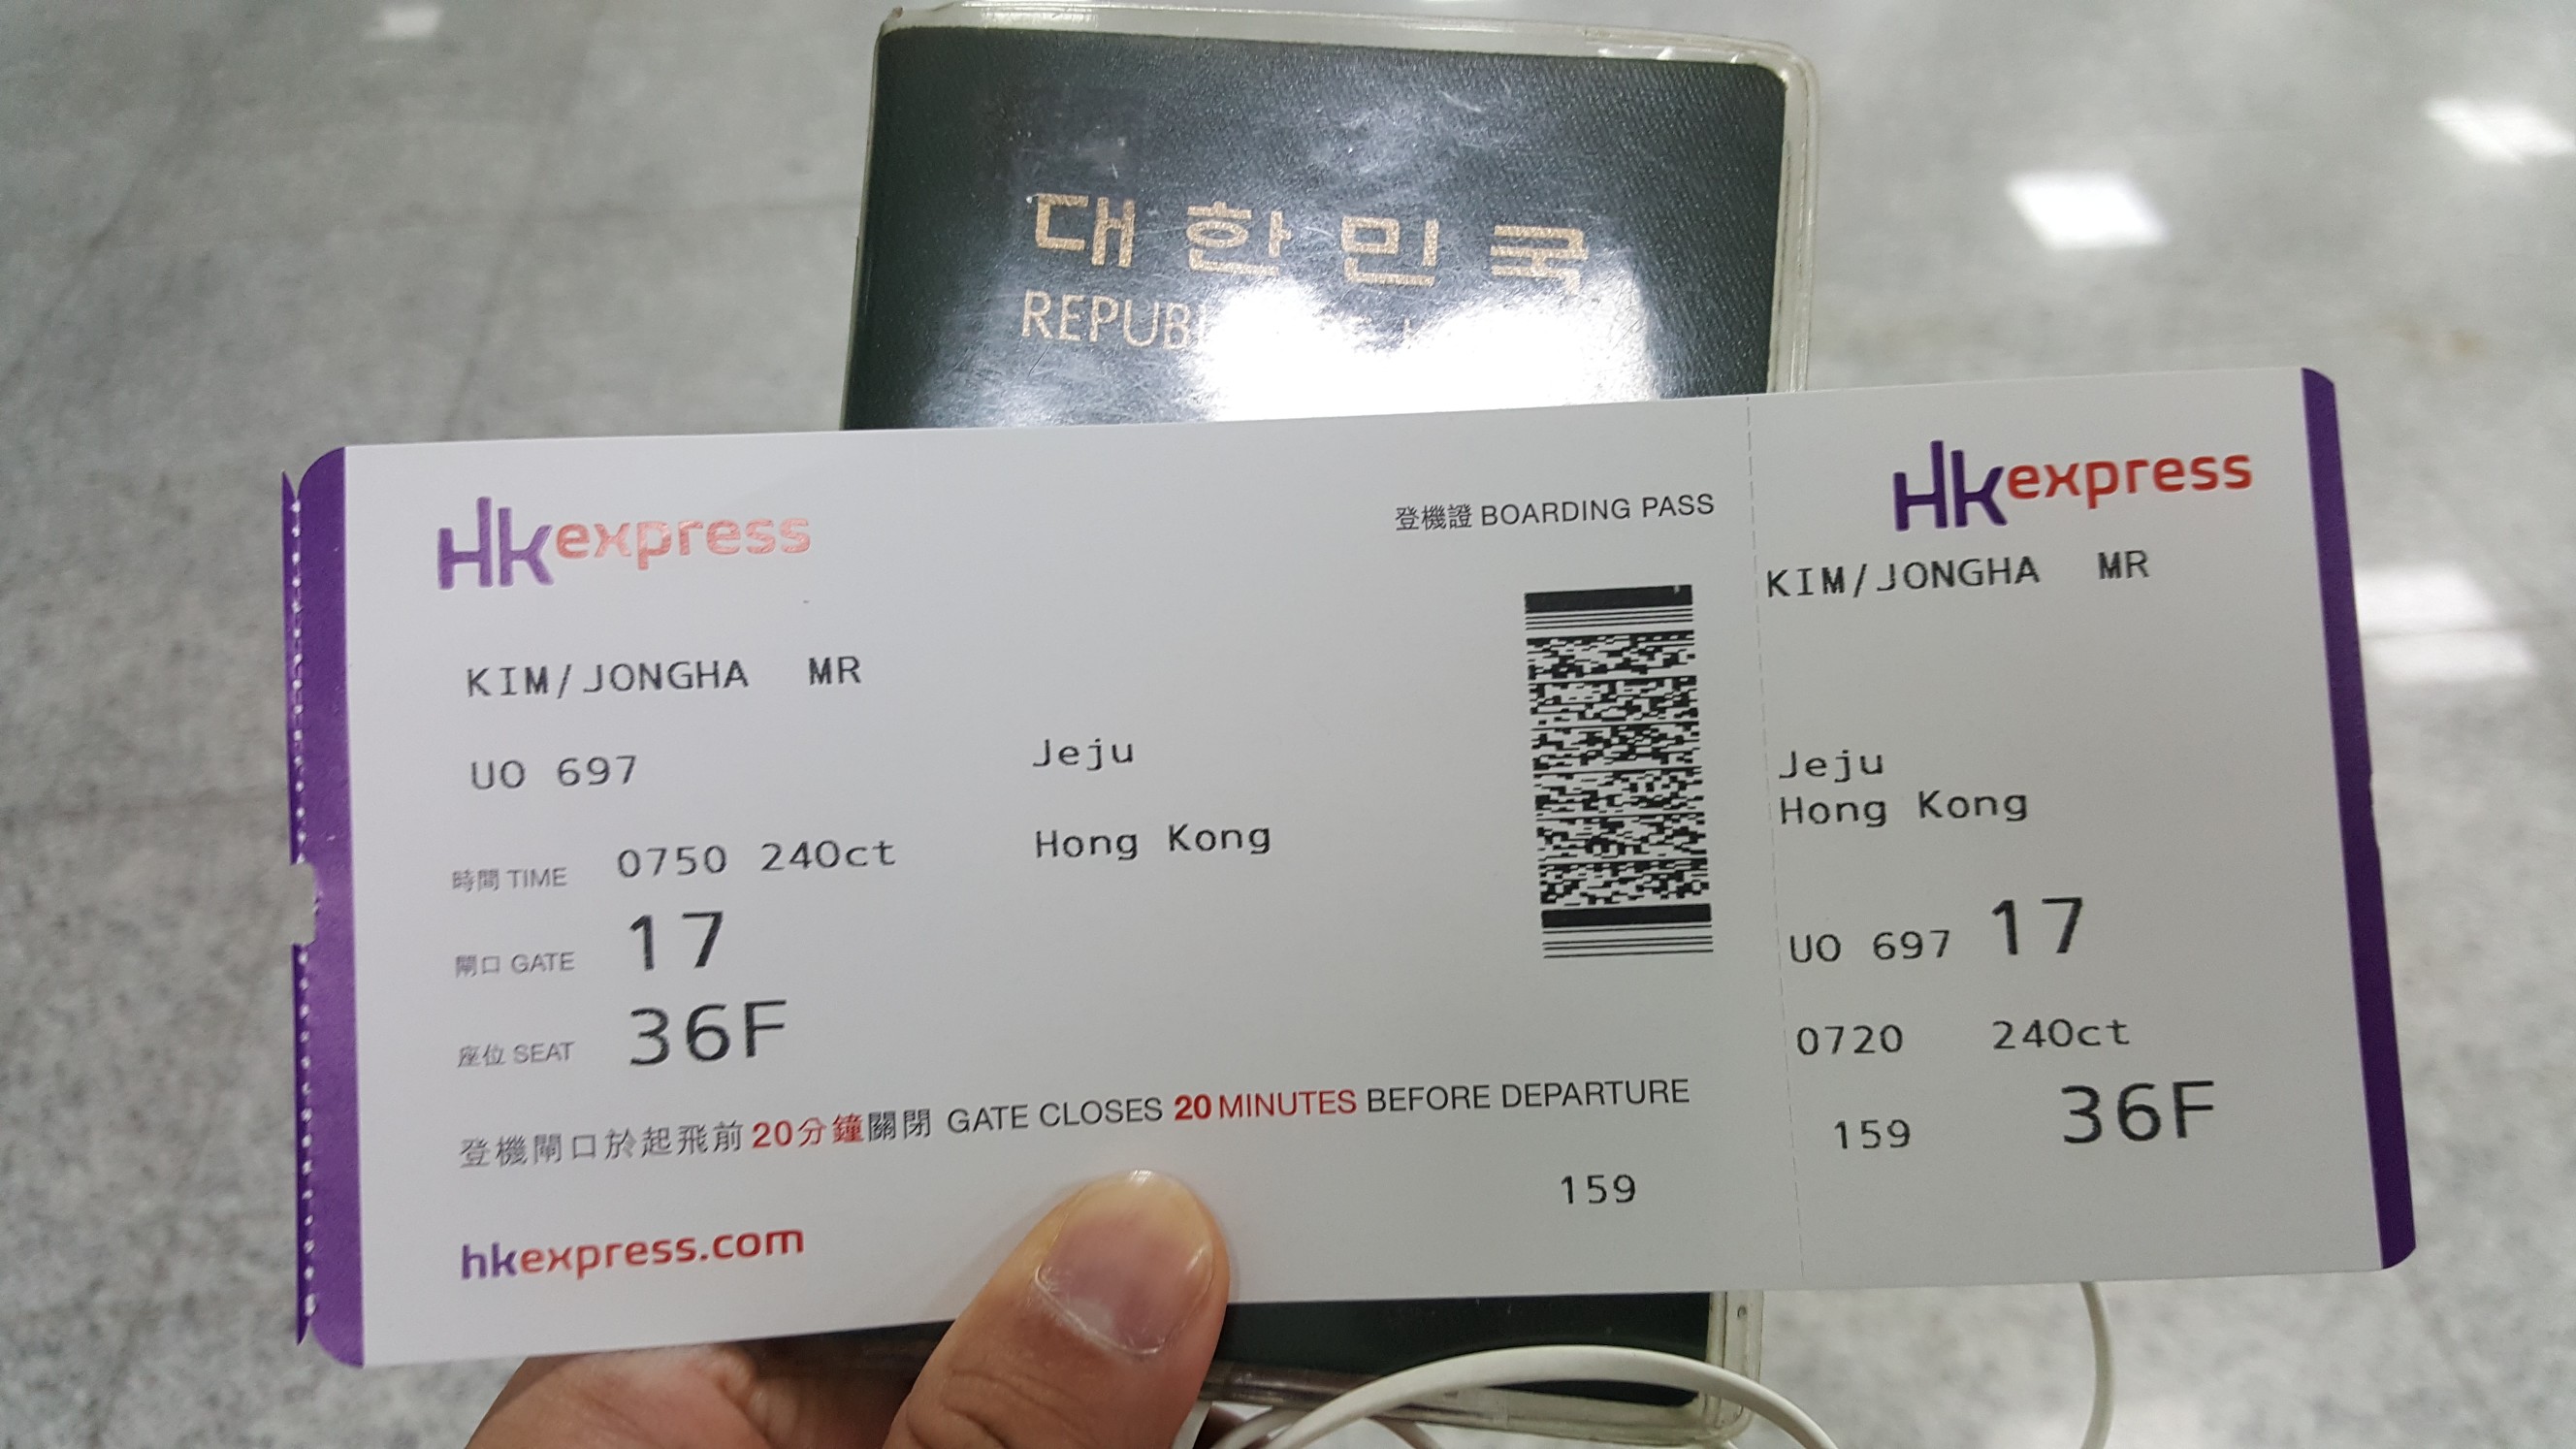 대한민국
REPUB
Hkexpress
登機證 BOARDING PASS
KIM/JONGHA MR
UO 697
Jeju
時間 TIME 0750 24Oct
Hong Kong
閘口 GATE 17
座位 SEAT 36F
登機閘口於起飛前20分鐘關閉 GATE CLOSES 20 MINUTES BEFORE DEPARTURE
159
hkexpress.com
Hkexpress
KIM/JONGHA MR
Jeju
Hong Kong
UO 697 17
0720 24Oct
159 36F